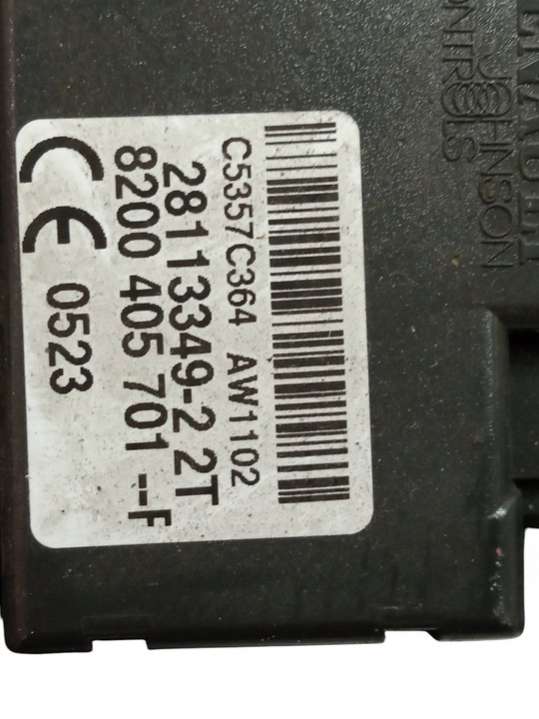 JOHNSON
CONTROLS
C5357C364 AW1102
28113349-2 2T
8200 405 701 --F
CE 0523